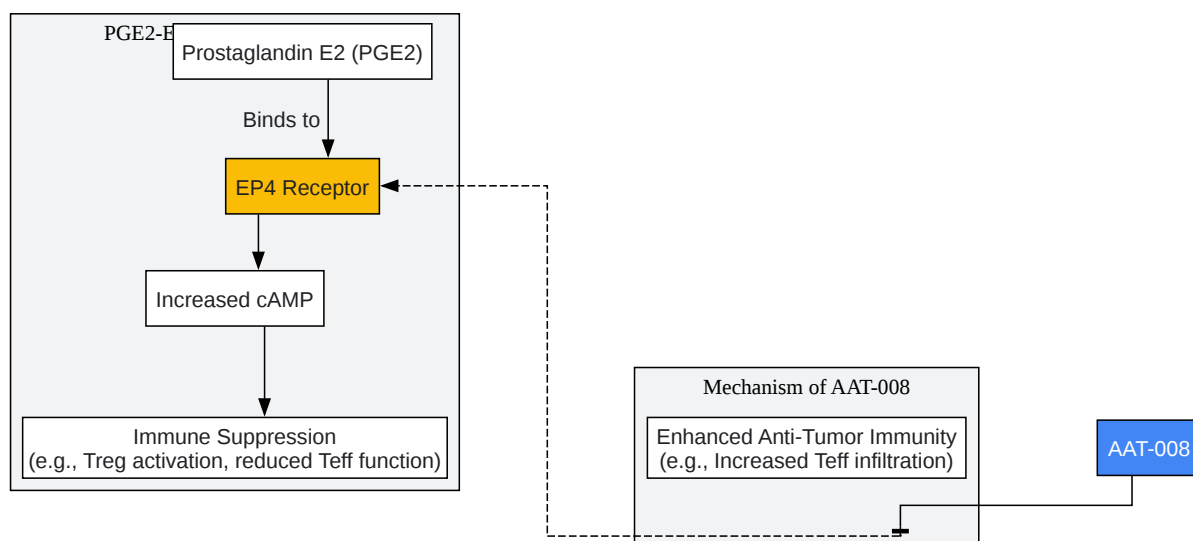 PGE2-E
Prostaglandin E2 (PGE2)
Binds to
EP4 Receptor
Increased cAMP
Immune Suppression
(e.g., Treg activation, reduced Teff function)
Mechanism of AAT-008
Enhanced Anti-Tumor Immunity
(e.g., Increased Teff infiltration)
AAT-008